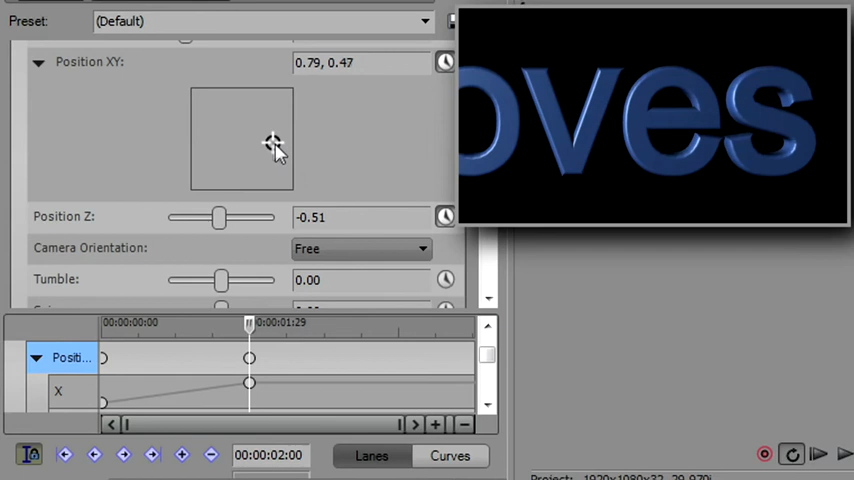 Preset: (Default)
Position XY: 0.79, 0.47
oves
Position Z: -0.51
Camera Orientation: Free
Tumble: 0.00
00:00:00:00 00:00:01:29
Positi...
X
00:00:02:00 Lanes Curves
Project: 1920x1080x32, 29.970i